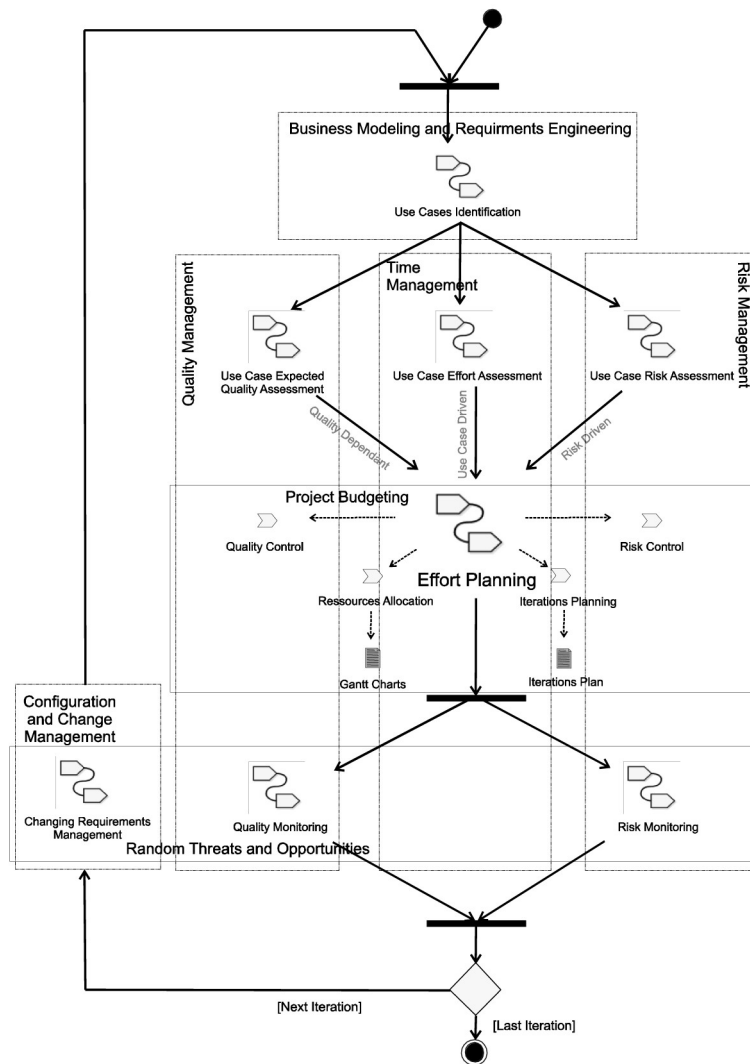 Business Modeling and Requirments Engineering
Use Cases Identification
Quality Management
Time
Management
Risk Management
Use Case Expected
Quality Assessment
Use Case Effort Assessment
Use Case Risk Assessment
Quality Dependant
Use Case Driven
Risk Driven
Project Budgeting
Quality Control
Risk Control
Effort Planning
Ressources Allocation
Iterations Planning
Gantt Charts
Iterations Plan
Configuration
and Change
Management
Changing Requirements
Management
Quality Monitoring
Risk Monitoring
Random Threats and Opportunities
[Next Iteration]
[Last Iteration]